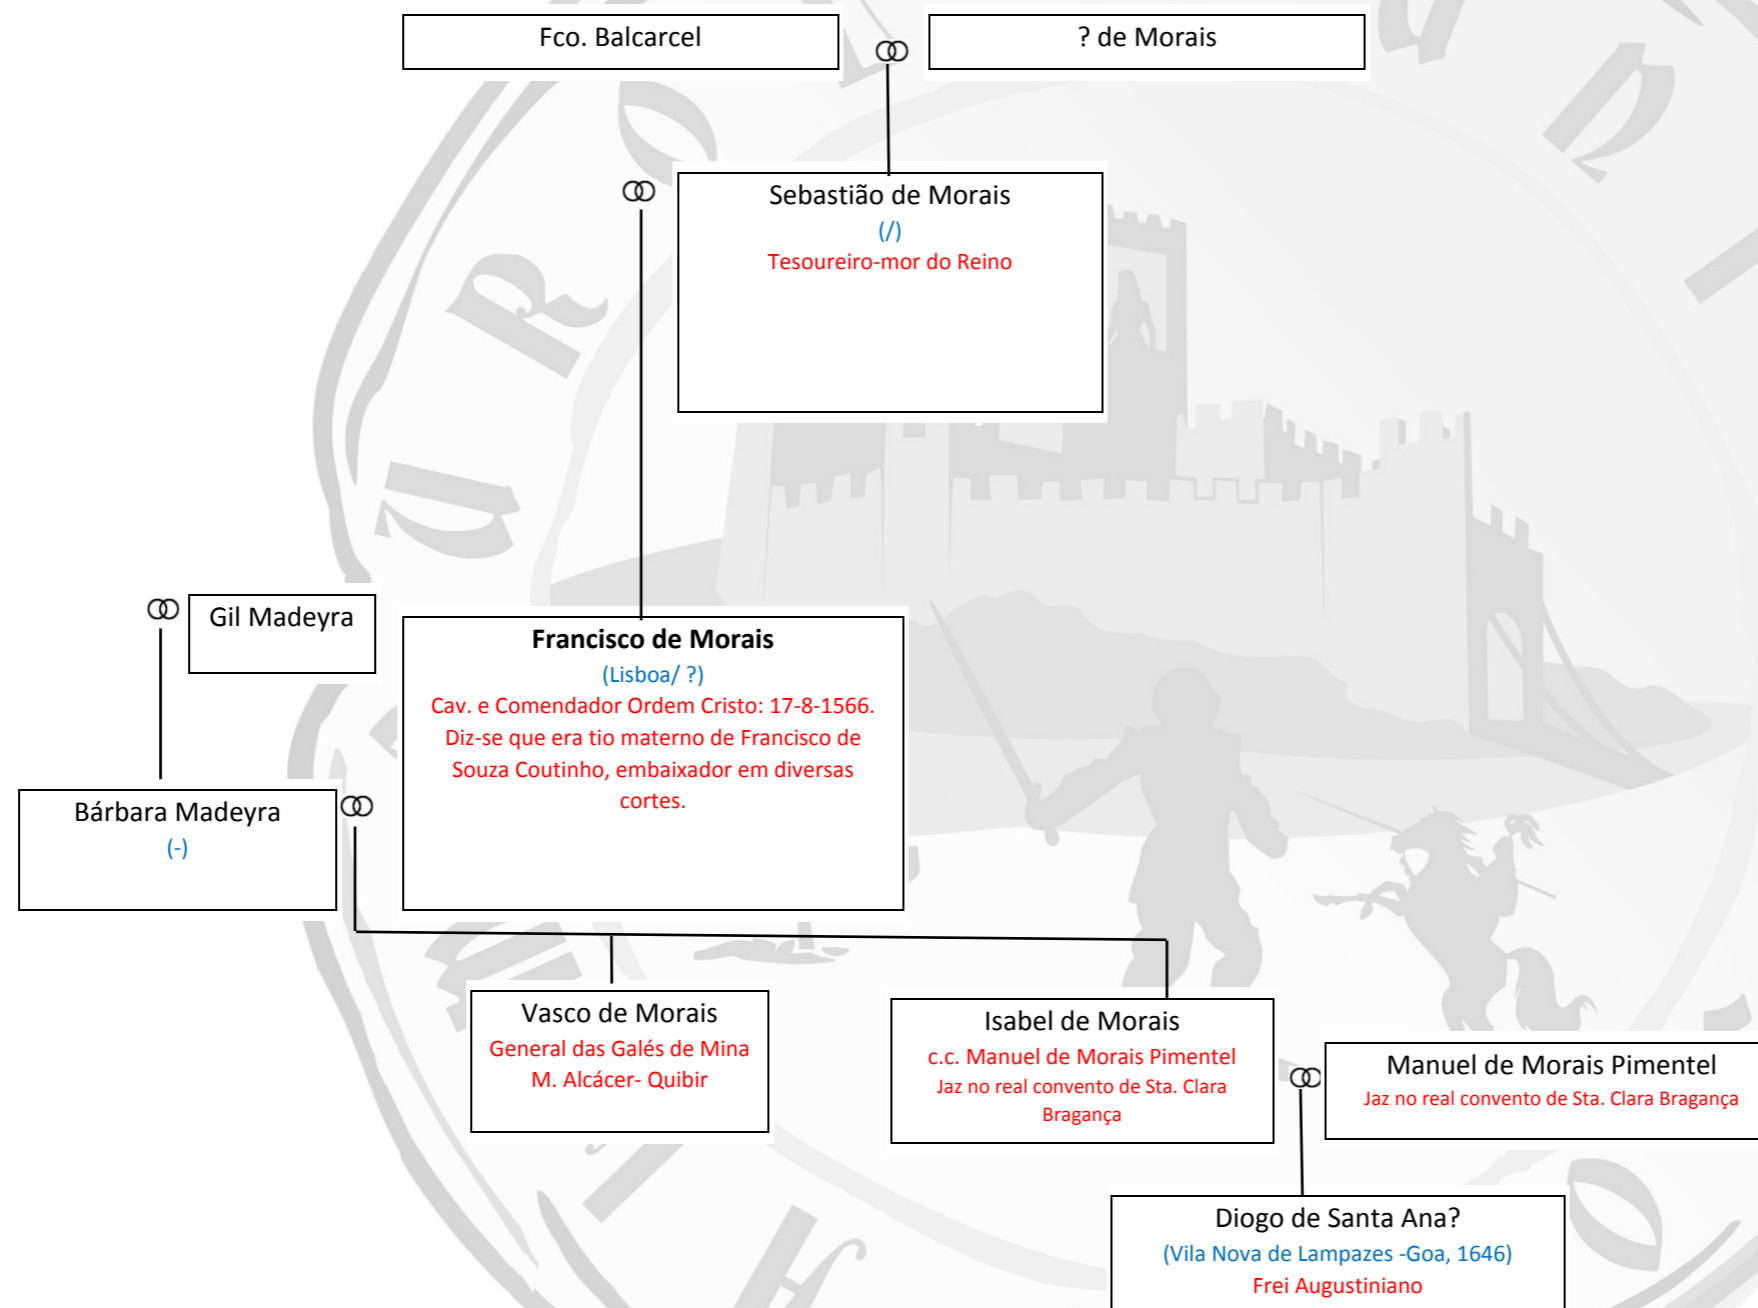 Fco. Balcarcel
? de Morais
Sebastião de Morais
(/)
Tesoureiro-mor do Reino
Gil Madeyra
Francisco de Morais
(Lisboa/ ?)
Cav. e Comendador Ordem Cristo: 17-8-1566.
Diz-se que era tio materno de Francisco de
Souza Coutinho, embaixador em diversas
cortes.
Bárbara Madeyra
(-)
Vasco de Morais
General das Galés de Mina
M. Alcácer- Quibir
Isabel de Morais
c.c. Manuel de Morais Pimentel
Jaz no real convento de Sta. Clara
Bragança
Manuel de Morais Pimentel
Jaz no real convento de Sta. Clara Bragança
Diogo de Santa Ana?
(Vila Nova de Lampazes -Goa, 1646)
Frei Augustiniano